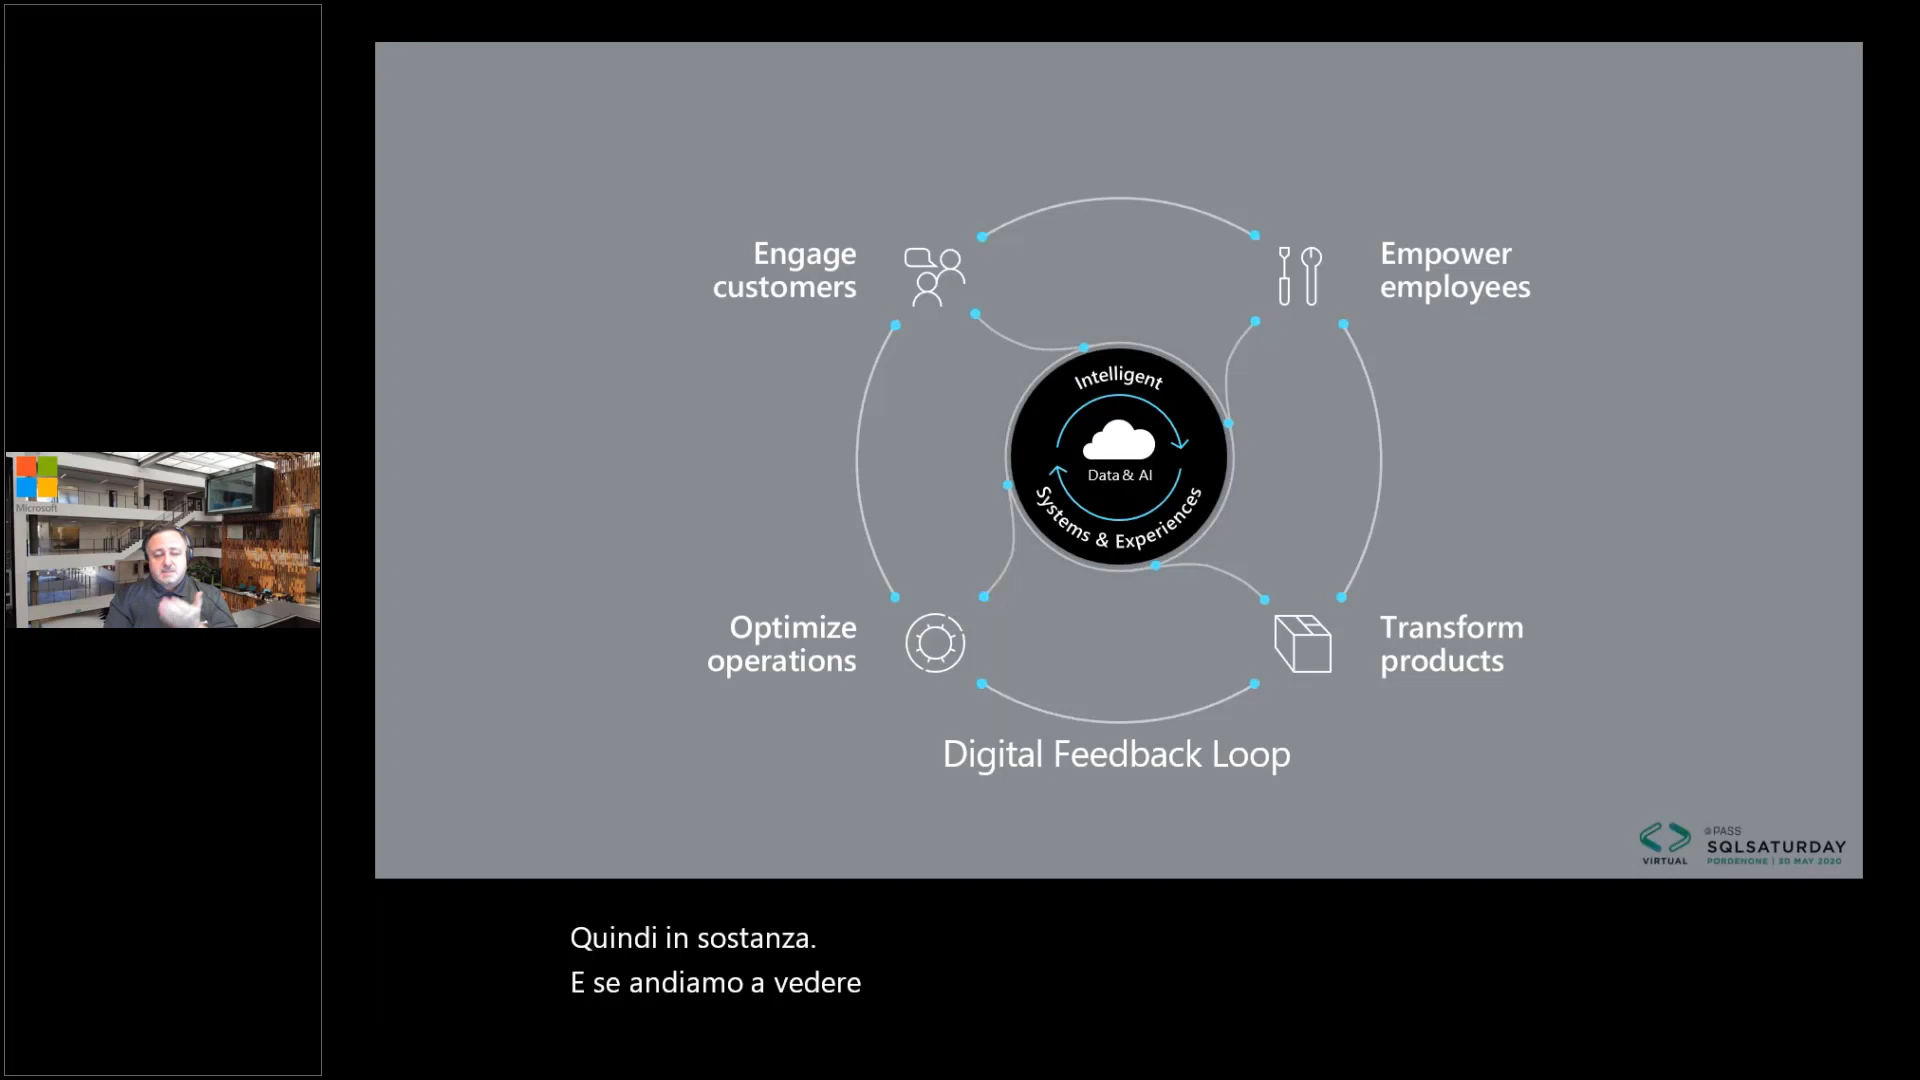 Engage
customers
Empower
employees
Intelligent
Data & AI
Systems & Experiences
Optimize
operations
Transform
products
Digital Feedback Loop
Microsoft
PASS
SQLSATURDAY
VIRTUAL
PORDENONE | 30 MAY 2020
Quindi in sostanza.
E se andiamo a vedere